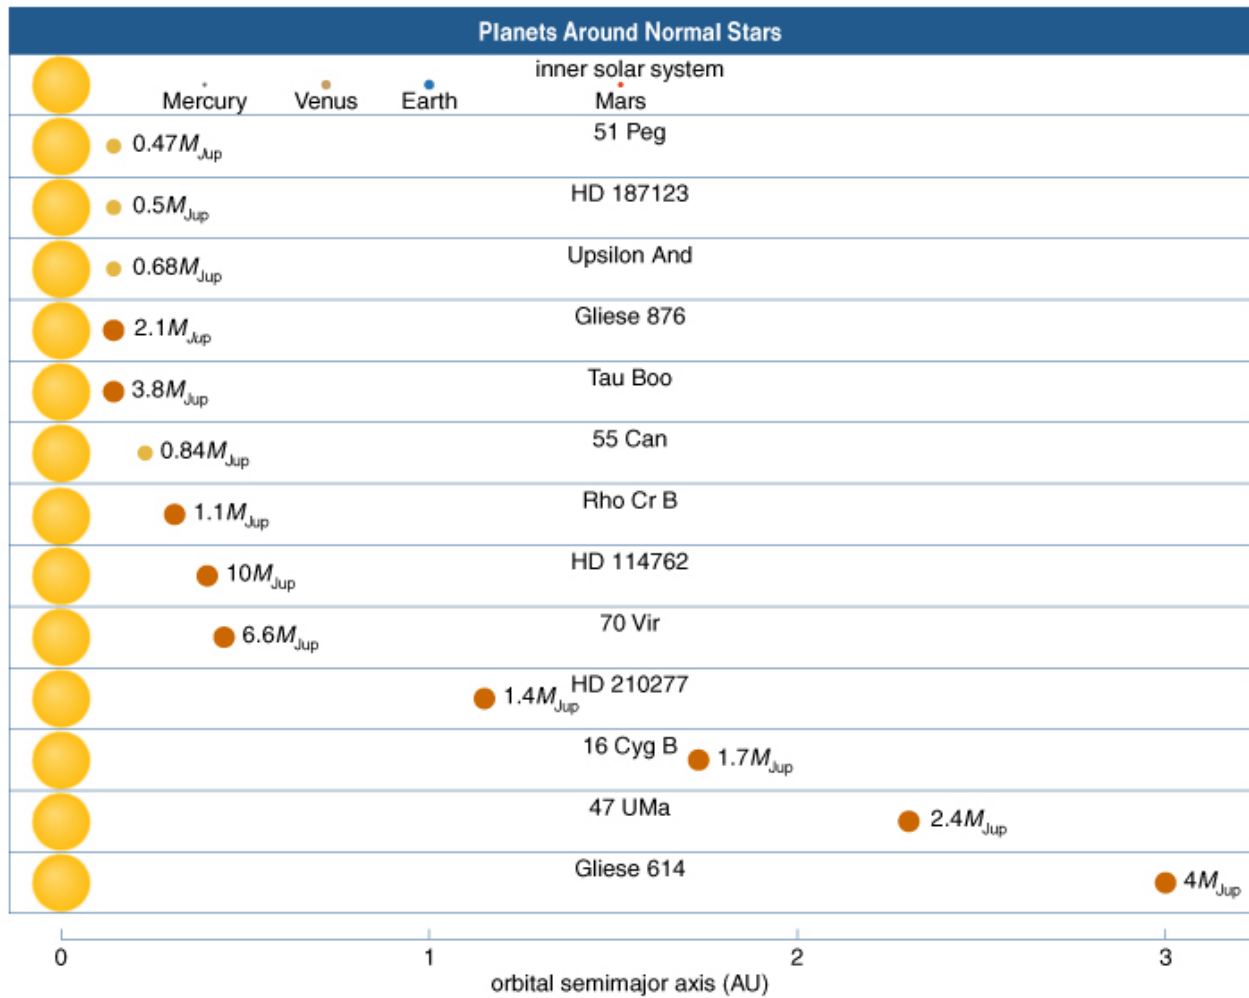 Planets Around Normal Stars
inner solar system
Mercury Venus Earth Mars
51 Peg
0.47MJup
HD 187123
0.5MJup
Upsilon And
0.68MJup
Gliese 876
2.1MJup
Tau Boo
3.8MJup
55 Can
0.84MJup
Rho Cr B
1.1MJup
HD 114762
10MJup
70 Vir
6.6MJup
HD 210277
1.4MJup
16 Cyg B
1.7MJup
47 UMa
2.4MJup
Gliese 614
4MJup
0 1 2 3
orbital semimajor axis (AU)